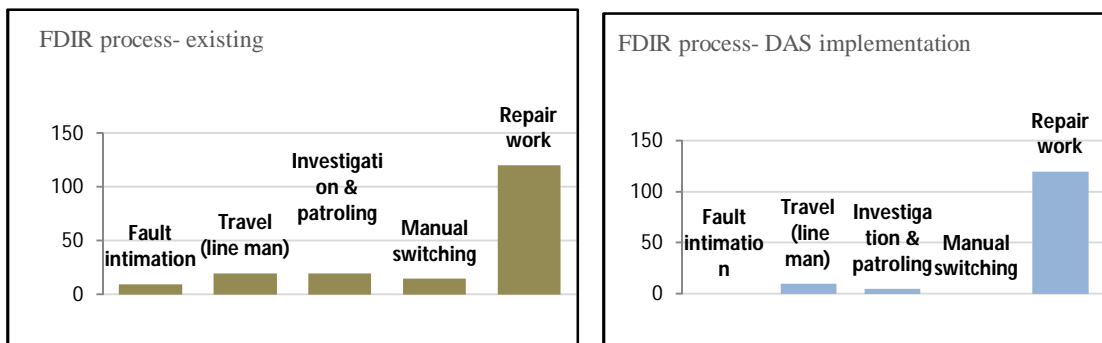 FDIR process- existing
Repair
work
150
Investigati
on &
patroling
100
Travel
(line man)
Manual
switching
Fault
intimation
50
0
FDIR process- DAS implementation
Repair
work
150
100
Fault
intimatio
n
Travel
(line
man)
Investiga
tion &
patroling
Manual
switching
50
0